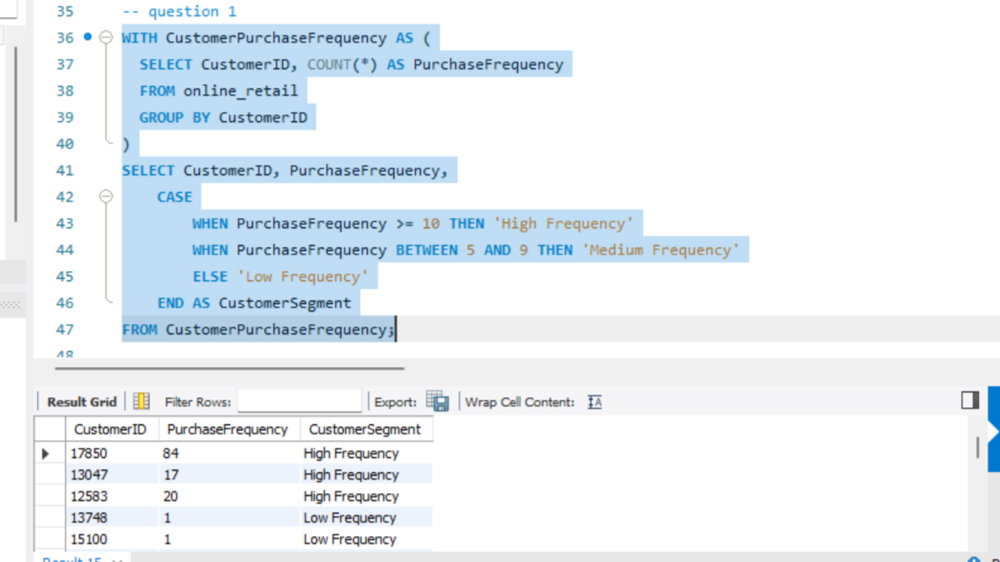 35 -- question 1
36 WITH CustomerPurchaseFrequency AS (
37 SELECT CustomerID, COUNT(*) AS PurchaseFrequency
38 FROM online_retail
39 GROUP BY CustomerID
40 )
41 SELECT CustomerID, PurchaseFrequency,
42 CASE
43 WHEN PurchaseFrequency >= 10 THEN 'High Frequency'
44 WHEN PurchaseFrequency BETWEEN 5 AND 9 THEN 'Medium Frequency'
45 ELSE 'Low Frequency'
46 END AS CustomerSegment
47 FROM CustomerPurchaseFrequency;
48
Result Grid Filter Rows: Export: Wrap Cell Content:
CustomerID PurchaseFrequency CustomerSegment
17850 84 High Frequency
13047 17 High Frequency
12583 20 High Frequency
13748 1 Low Frequency
15100 1 Low Frequency
Result 15